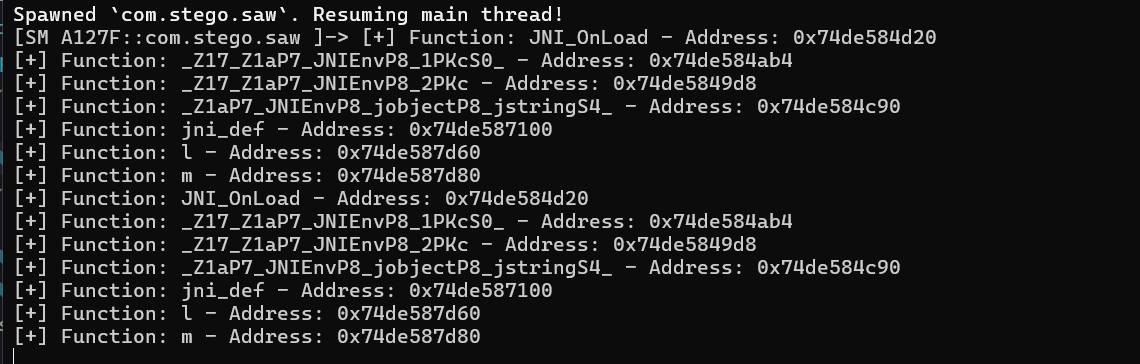 Spawned `com.stego.saw`. Resuming main thread!
[SM A127F::com.stego.saw ]-> [+] Function: JNI_OnLoad - Address: 0x74de584d20
[+] Function: _Z17_Z1aP7_JNIEnvP8_1PKcS0_ - Address: 0x74de584ab4
[+] Function: _Z17_Z1aP7_JNIEnvP8_2PKc - Address: 0x74de5849d8
[+] Function: _Z1aP7_JNIEnvP8_jobjectP8_jstringS4_ - Address: 0x74de584c90
[+] Function: jni_def - Address: 0x74de587100
[+] Function: l - Address: 0x74de587d60
[+] Function: m - Address: 0x74de587d80
[+] Function: JNI_OnLoad - Address: 0x74de584d20
[+] Function: _Z17_Z1aP7_JNIEnvP8_1PKcS0_ - Address: 0x74de584ab4
[+] Function: _Z17_Z1aP7_JNIEnvP8_2PKc - Address: 0x74de5849d8
[+] Function: _Z1aP7_JNIEnvP8_jobjectP8_jstringS4_ - Address: 0x74de584c90
[+] Function: jni_def - Address: 0x74de587100
[+] Function: l - Address: 0x74de587d60
[+] Function: m - Address: 0x74de587d80